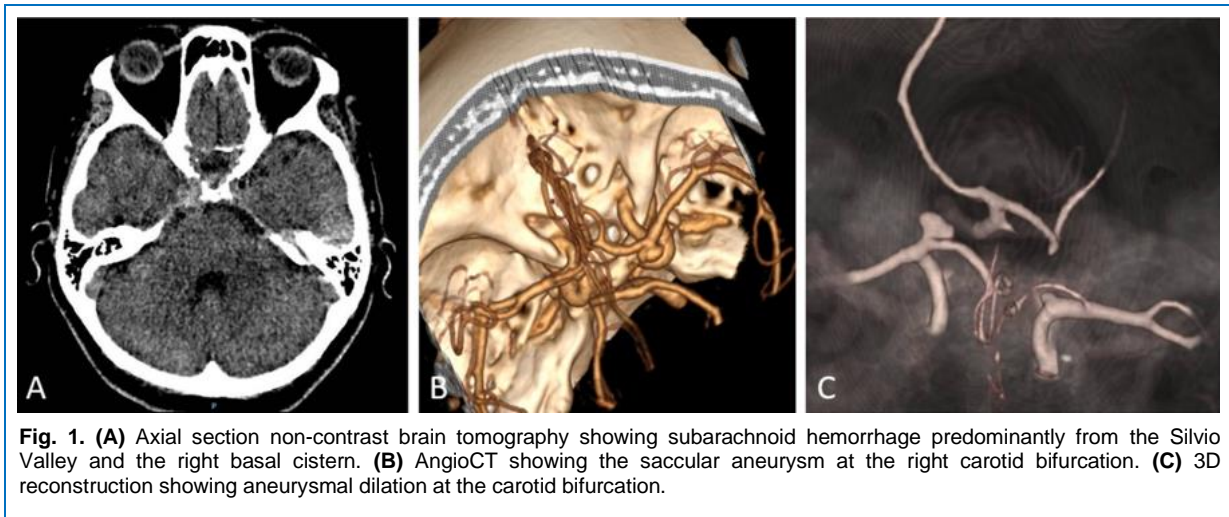 A
B
C
Fig. 1. (A) Axial section non-contrast brain tomography showing subarachnoid hemorrhage predominantly from the Silvio
Valley and the right basal cistern. (B) AngioCT showing the saccular aneurysm at the right carotid bifurcation. (C) 3D
reconstruction showing aneurysmal dilation at the carotid bifurcation.